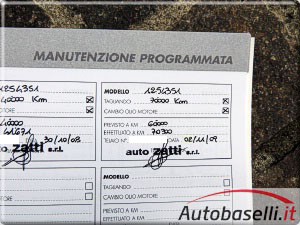 MANUTENZIONE PROGRAMMATA
1254351
40000 Km
30/10/08
auto zatti s.r.l.
MODELLO 1254351
TAGLIANDO 70000 Km
CAMBIO OLIO MOTORE
PREVISTO A KM 60000
EFFETTUATO A KM 70300
TELAIO N° DATA 02/11/09
auto zatti s.r.l.
MODELLO
TAGLIANDO
CAMBIO OLIO MOTORE
PREVISTO A KM
EFFETTUATO A KM
Autobaselli.it